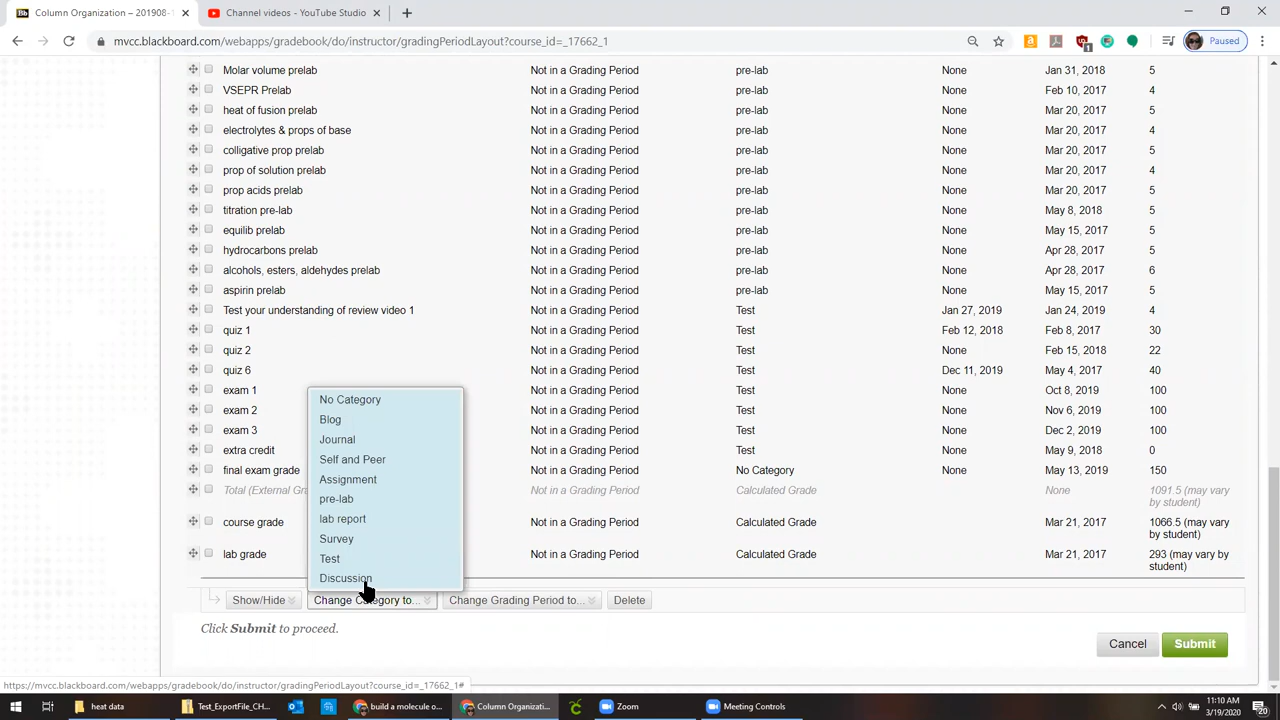 Column Organization – 201908-
Channel videos - YouTube Studio
mvcc.blackboard.com/webapps/gradebook/do/instructor/gradingPeriodLayout?course_id=_17662_1
1
Paused
Molar volume prelab Not in a Grading Period pre-lab None Jan 31, 2018 5
VSEPR Prelab Not in a Grading Period pre-lab None Feb 10, 2017 4
heat of fusion prelab Not in a Grading Period pre-lab None Mar 20, 2017 5
electrolytes & props of base Not in a Grading Period pre-lab None Mar 20, 2017 4
colligative prop prelab Not in a Grading Period pre-lab None Mar 20, 2017 5
prop of solution prelab Not in a Grading Period pre-lab None Mar 20, 2017 4
prop acids prelab Not in a Grading Period pre-lab None Mar 20, 2017 5
titration pre-lab Not in a Grading Period pre-lab None May 8, 2018 5
equilib prelab Not in a Grading Period pre-lab None May 15, 2017 5
hydrocarbons prelab Not in a Grading Period pre-lab None Apr 28, 2017 5
alcohols, esters, aldehydes prelab Not in a Grading Period pre-lab None Apr 28, 2017 6
aspirin prelab Not in a Grading Period pre-lab None May 15, 2017 5
Test your understanding of review video 1 Not in a Grading Period Test Jan 27, 2019 Jan 24, 2019 4
quiz 1 Not in a Grading Period Test Feb 12, 2018 Feb 8, 2017 30
quiz 2 Not in a Grading Period Test None Feb 15, 2018 22
quiz 6 Not in a Grading Period Test Dec 11, 2019 May 4, 2017 40
exam 1 Not in a Grading Period Test None Oct 8, 2019 100
exam 2 Not in a Grading Period Test None Nov 6, 2019 100
exam 3 Not in a Grading Period Test None Dec 2, 2019 100
extra credit Not in a Grading Period Test None May 9, 2018 0
final exam grade Not in a Grading Period No Category None May 13, 2019 150
Total (External Gr Not in a Grading Period Calculated Grade None 1091.5 (may vary
by student)
course grade Not in a Grading Period Calculated Grade Mar 21, 2017 1066.5 (may vary
by student)
lab grade Not in a Grading Period Calculated Grade Mar 21, 2017 293 (may vary by
student)
No Category
Blog
Journal
Self and Peer
Assignment
pre-lab
lab report
Survey
Test
Discussion
Show/Hide Change Category to... Change Grading Period to... Delete
Click Submit to proceed.
Cancel Submit
https://mvcc.blackboard.com/webapps/gradebook/do/instructor/gradingPeriodLayout?course_id=_17662_1#
heat data
Test_ExportFile_CH...
build a molecule o...
Column Organizati...
Zoom
Meeting Controls
11:10 AM
3/19/2020